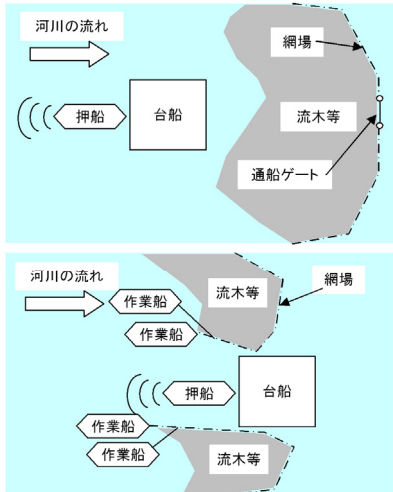 河川の流れ
網場
押船
台船
流木等
通船ゲート
河川の流れ
流木等
網場
作業船
作業船
押船
台船
作業船
作業船
流木等